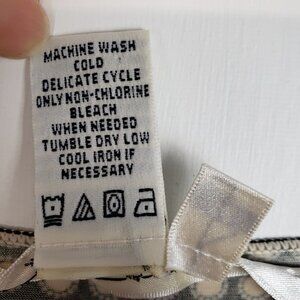 MACHINE WASH
COLD
DELICATE CYCLE
ONLY NON-CHLORINE
BLEACH
WHEN NEEDED
TUMBLE DRY LOW
COOL IRON IF
NECESSARY